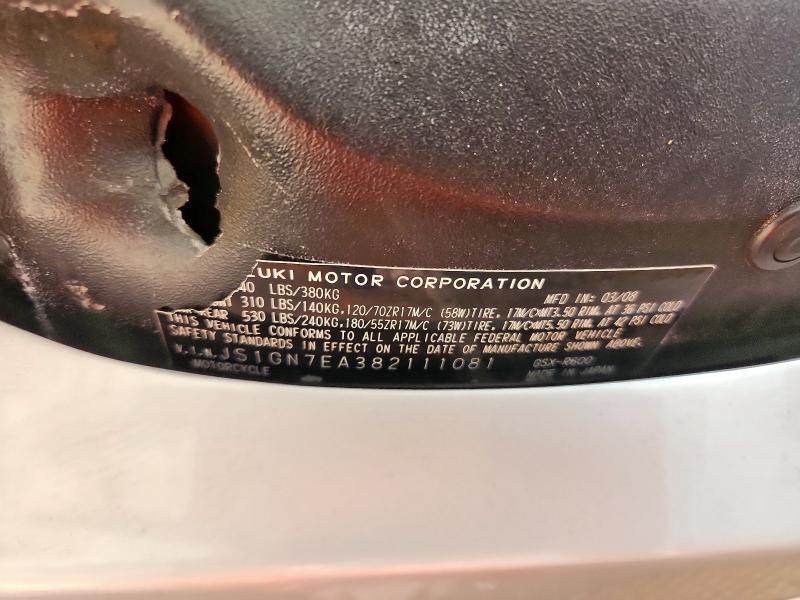 UKI MOTOR CORPORATION
40 LBS/380KG MFD IN: 03/08
310 LBS/140KG,120/70ZR17M/C (58W)TIRE, 17M/C×MT3.50 RIM, AT 36 PSI COLD
REAR 530 LBS/240KG,180/55ZR17M/C (73W)TIRE, 17M/C×MT5.50 RIM, AT 42 PSI COLD
THIS VEHICLE CONFORMS TO ALL APPLICABLE FEDERAL MOTOR VEHICLE
SAFETY STANDARDS IN EFFECT ON THE DATE OF MANUFACTURE SHOWN ABOVE.
V.I.N. JS1GN7EA382111081 GSX-R600
MOTORCYCLE MADE IN JAPAN